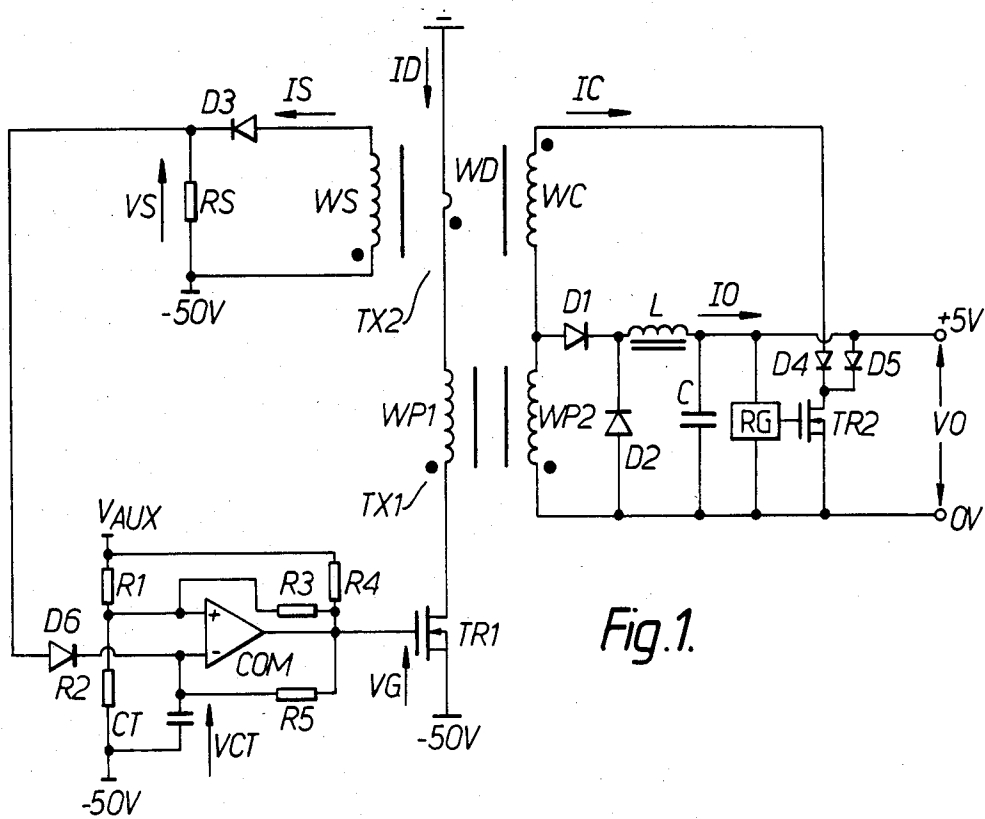 ID
D3
IS
IC
VS
RS
WS
WD
WC
-50V
TX2
D1
L
IO
+5V
D4
D5
WP1
WP2
D2
C
RG
TR2
VO
TX1
0V
VAUX
R1
R3
R4
D6
+
-
COM
TR1
R2
CT
VCT
R5
VG
-50V
-50V
Fig.1.